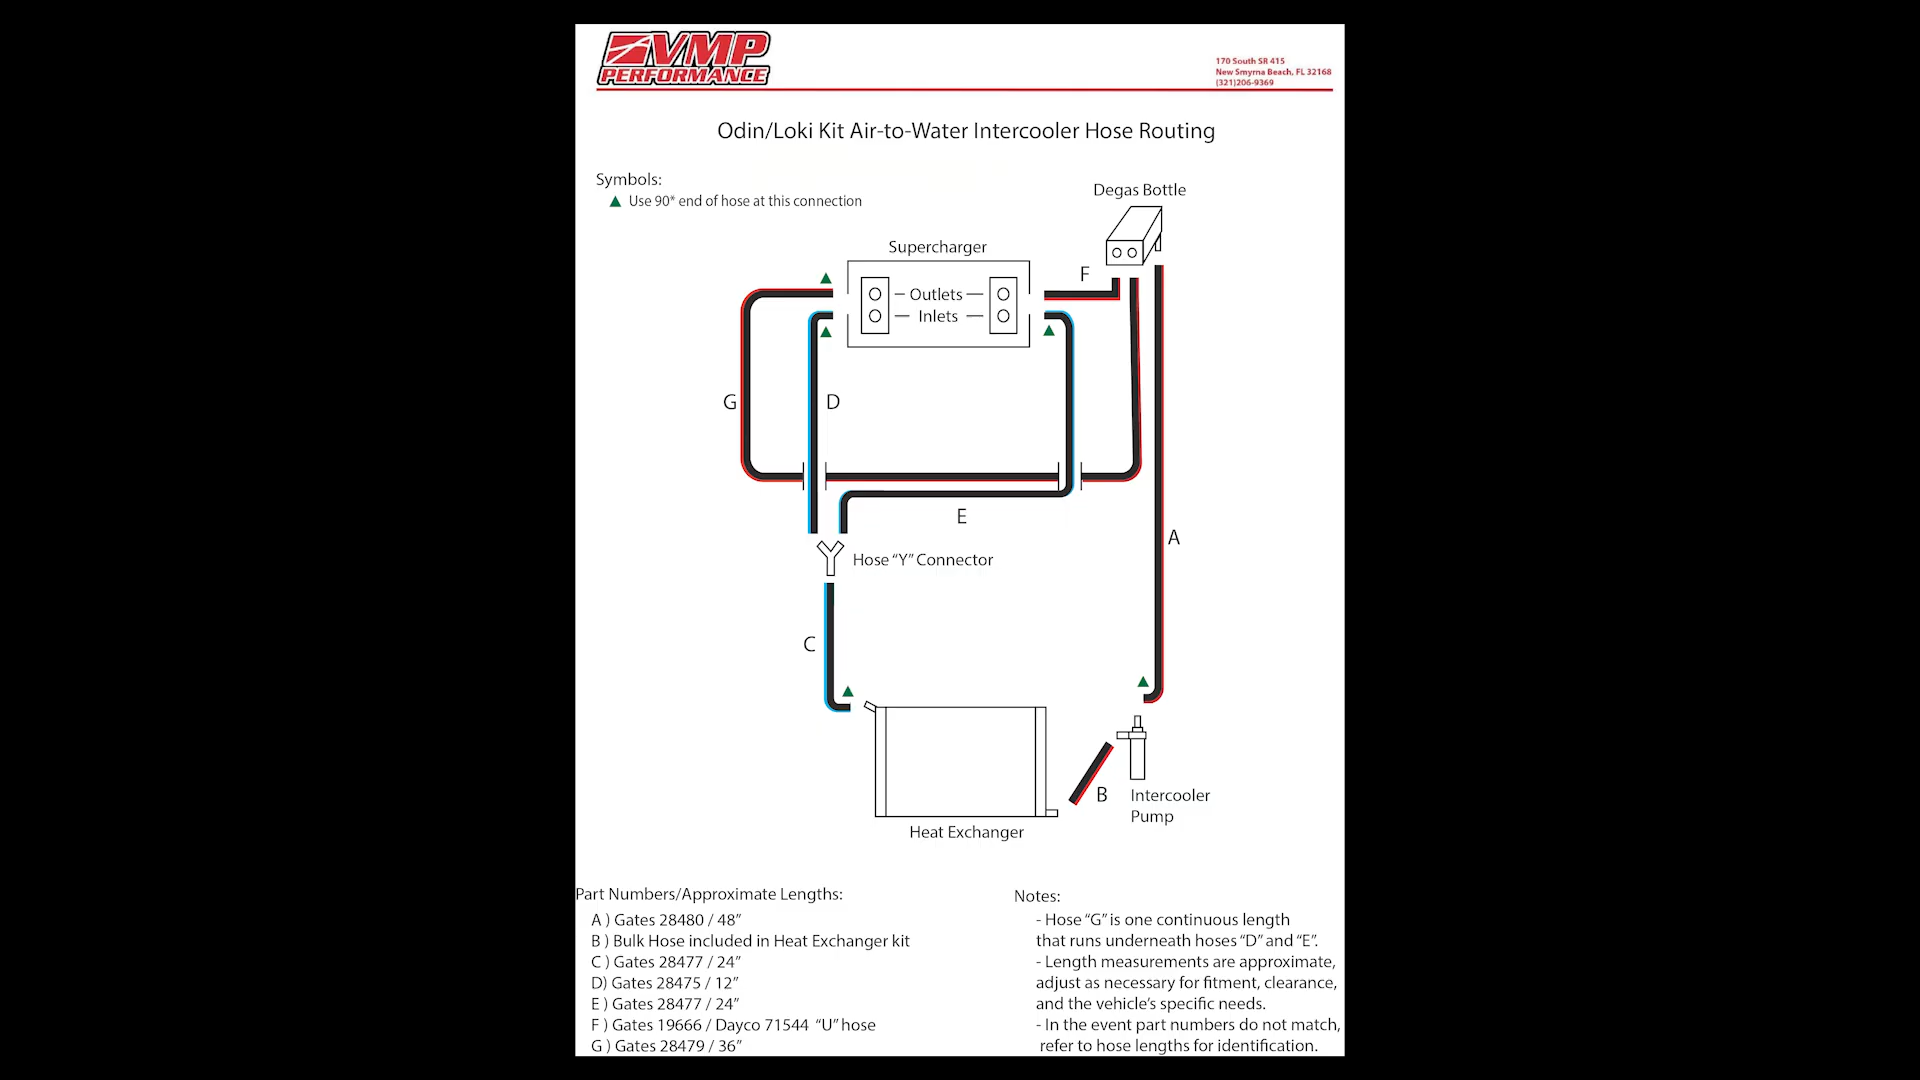 VMP
PERFORMANCE
170 South SR 415
New Smyrna Beach, FL 32168
(321)206-9369
Odin/Loki Kit Air-to-Water Intercooler Hose Routing
Symbols:
Use 90* end of hose at this connection
Degas Bottle
Supercharger
F
Outlets
Inlets
G
D
E
A
Hose “Y” Connector
C
B
Intercooler
Pump
Heat Exchanger
Part Numbers/Approximate Lengths:
A ) Gates 28480 / 48”
B ) Bulk Hose included in Heat Exchanger kit
C ) Gates 28477 / 24”
D) Gates 28475 / 12”
E ) Gates 28477 / 24”
F ) Gates 19666 / Dayco 71544 “U” hose
G ) Gates 28479 / 36”
Notes:
- Hose “G” is one continuous length
that runs underneath hoses “D” and “E”.
- Length measurements are approximate,
adjust as necessary for fitment, clearance,
and the vehicle’s specific needs.
- In the event part numbers do not match,
refer to hose lengths for identification.